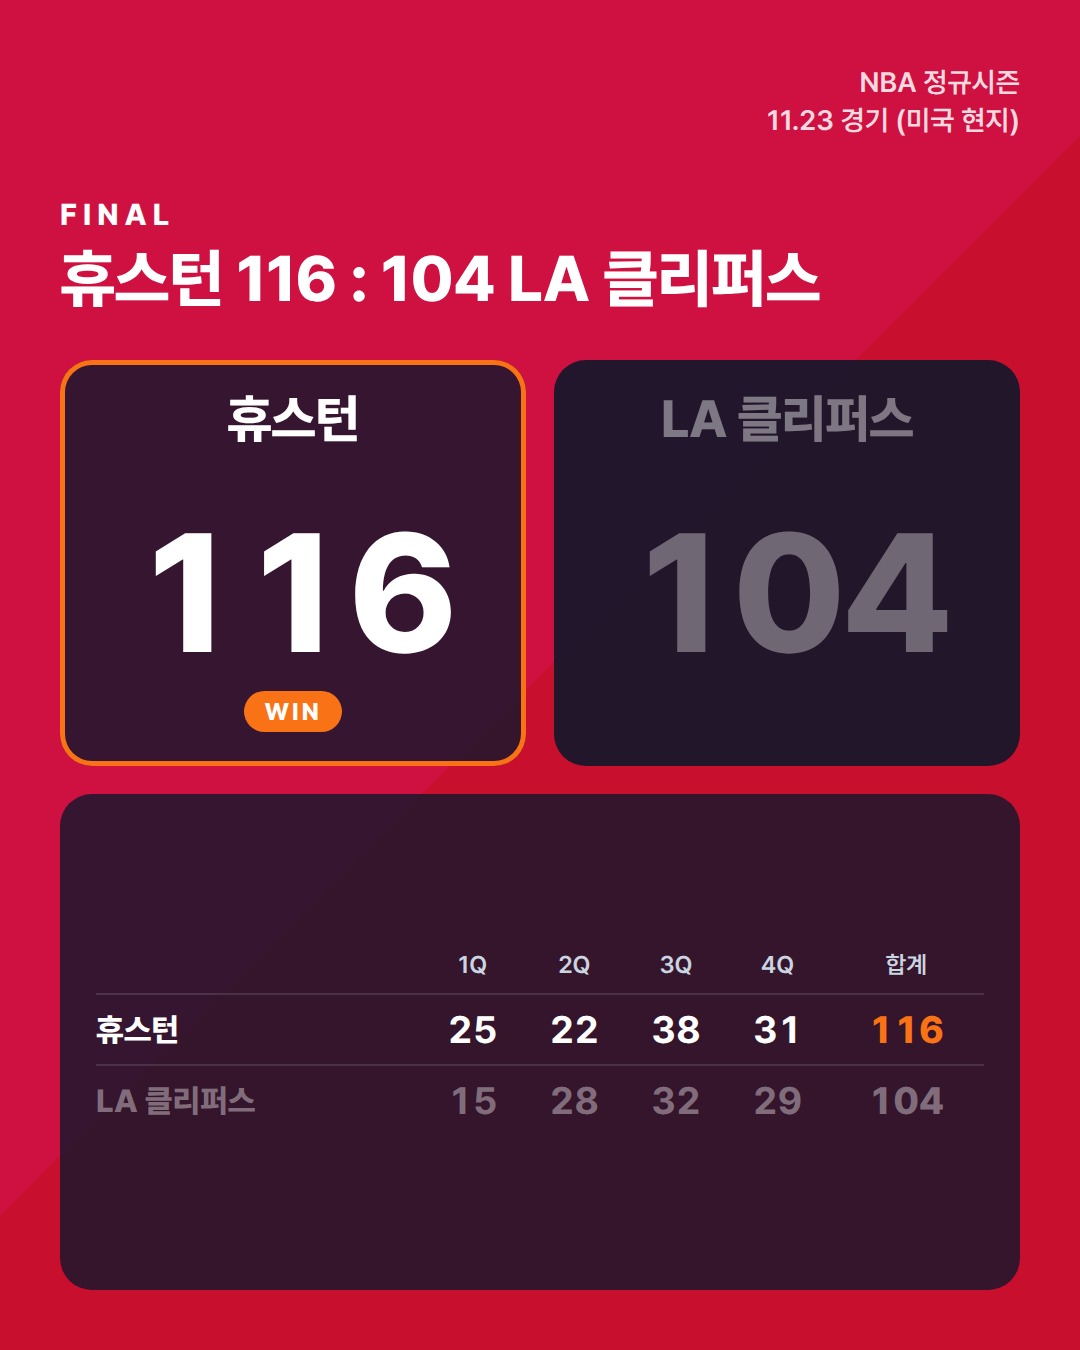 NBA 정규시즌
11.23 경기 (미국 현지)
FINAL
휴스턴 116 : 104 LA 클리퍼스
휴스턴
116
WIN
LA 클리퍼스
104
1Q 2Q 3Q 4Q 합계
휴스턴 25 22 38 31 116
LA 클리퍼스 15 28 32 29 104